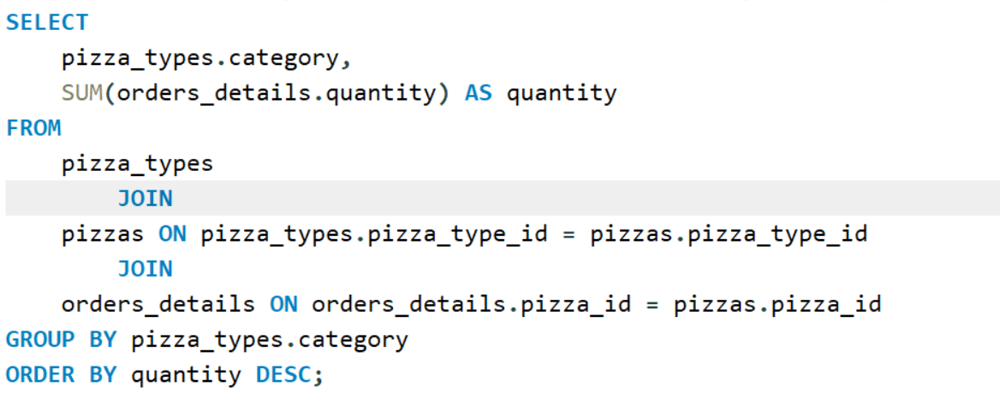 SELECT
    pizza_types.category,
    SUM(orders_details.quantity) AS quantity
FROM
    pizza_types
        JOIN
    pizzas ON pizza_types.pizza_type_id = pizzas.pizza_type_id
        JOIN
    orders_details ON orders_details.pizza_id = pizzas.pizza_id
GROUP BY pizza_types.category
ORDER BY quantity DESC;